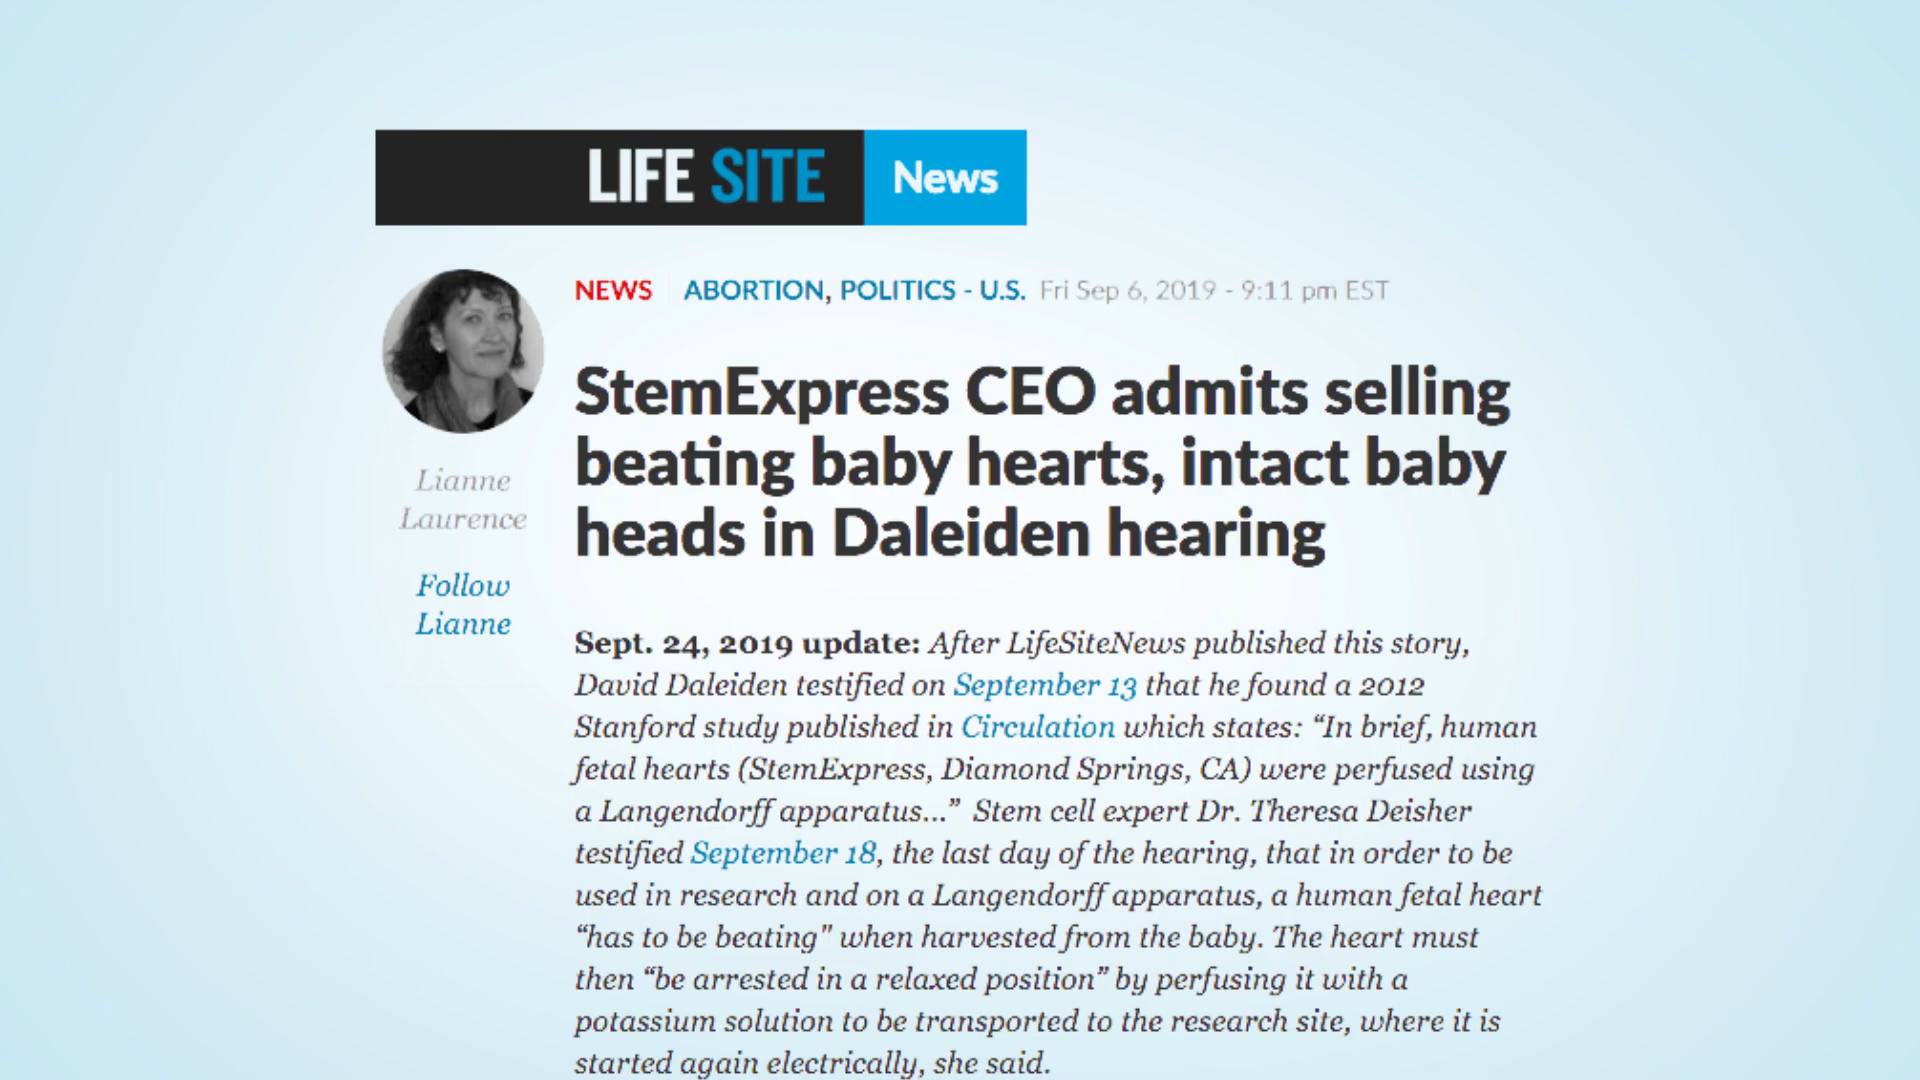 LIFE SITE News
NEWS ABORTION, POLITICS - U.S. Fri Sep 6, 2019 - 9:11 pm EST
StemExpress CEO admits selling
beating baby hearts, intact baby
heads in Daleiden hearing
Lianne
Laurence
Follow
Lianne
Sept. 24, 2019 update: After LifeSiteNews published this story,
David Daleiden testified on September 13 that he found a 2012
Stanford study published in Circulation which states: “In brief, human
fetal hearts (StemExpress, Diamond Springs, CA) were perfused using
a Langendorff apparatus...” Stem cell expert Dr. Theresa Deisher
testified September 18, the last day of the hearing, that in order to be
used in research and on a Langendorff apparatus, a human fetal heart
“has to be beating" when harvested from the baby. The heart must
then “be arrested in a relaxed position” by perfusing it with a
potassium solution to be transported to the research site, where it is
started again electrically, she said.